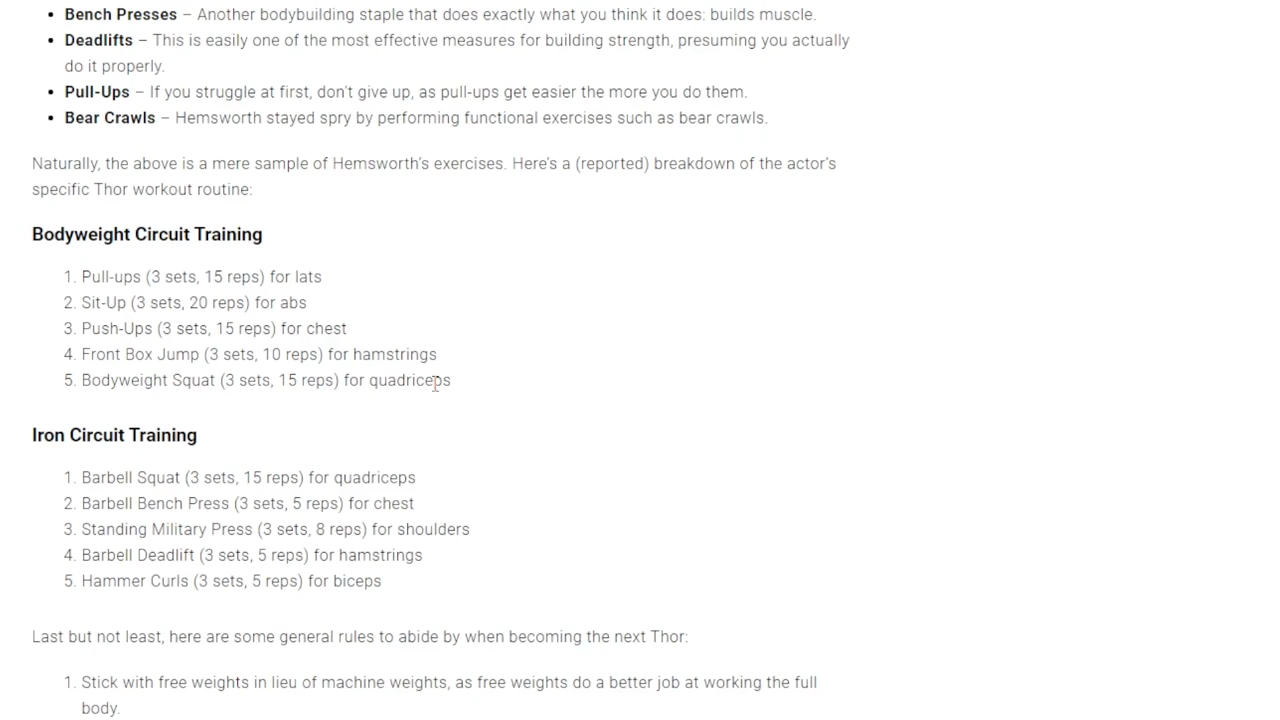 • Bench Presses – Another bodybuilding staple that does exactly what you think it does: builds muscle.
• Deadlifts – This is easily one of the most effective measures for building strength, presuming you actually
do it properly.
• Pull-Ups – If you struggle at first, don't give up, as pull-ups get easier the more you do them.
• Bear Crawls – Hemsworth stayed spry by performing functional exercises such as bear crawls.
Naturally, the above is a mere sample of Hemsworth's exercises. Here's a (reported) breakdown of the actor's
specific Thor workout routine:
Bodyweight Circuit Training
1. Pull-ups (3 sets, 15 reps) for lats
2. Sit-Up (3 sets, 20 reps) for abs
3. Push-Ups (3 sets, 15 reps) for chest
4. Front Box Jump (3 sets, 10 reps) for hamstrings
5. Bodyweight Squat (3 sets, 15 reps) for quadriceps
Iron Circuit Training
1. Barbell Squat (3 sets, 15 reps) for quadriceps
2. Barbell Bench Press (3 sets, 5 reps) for chest
3. Standing Military Press (3 sets, 8 reps) for shoulders
4. Barbell Deadlift (3 sets, 5 reps) for hamstrings
5. Hammer Curls (3 sets, 5 reps) for biceps
Last but not least, here are some general rules to abide by when becoming the next Thor:
1. Stick with free weights in lieu of machine weights, as free weights do a better job at working the full
body.